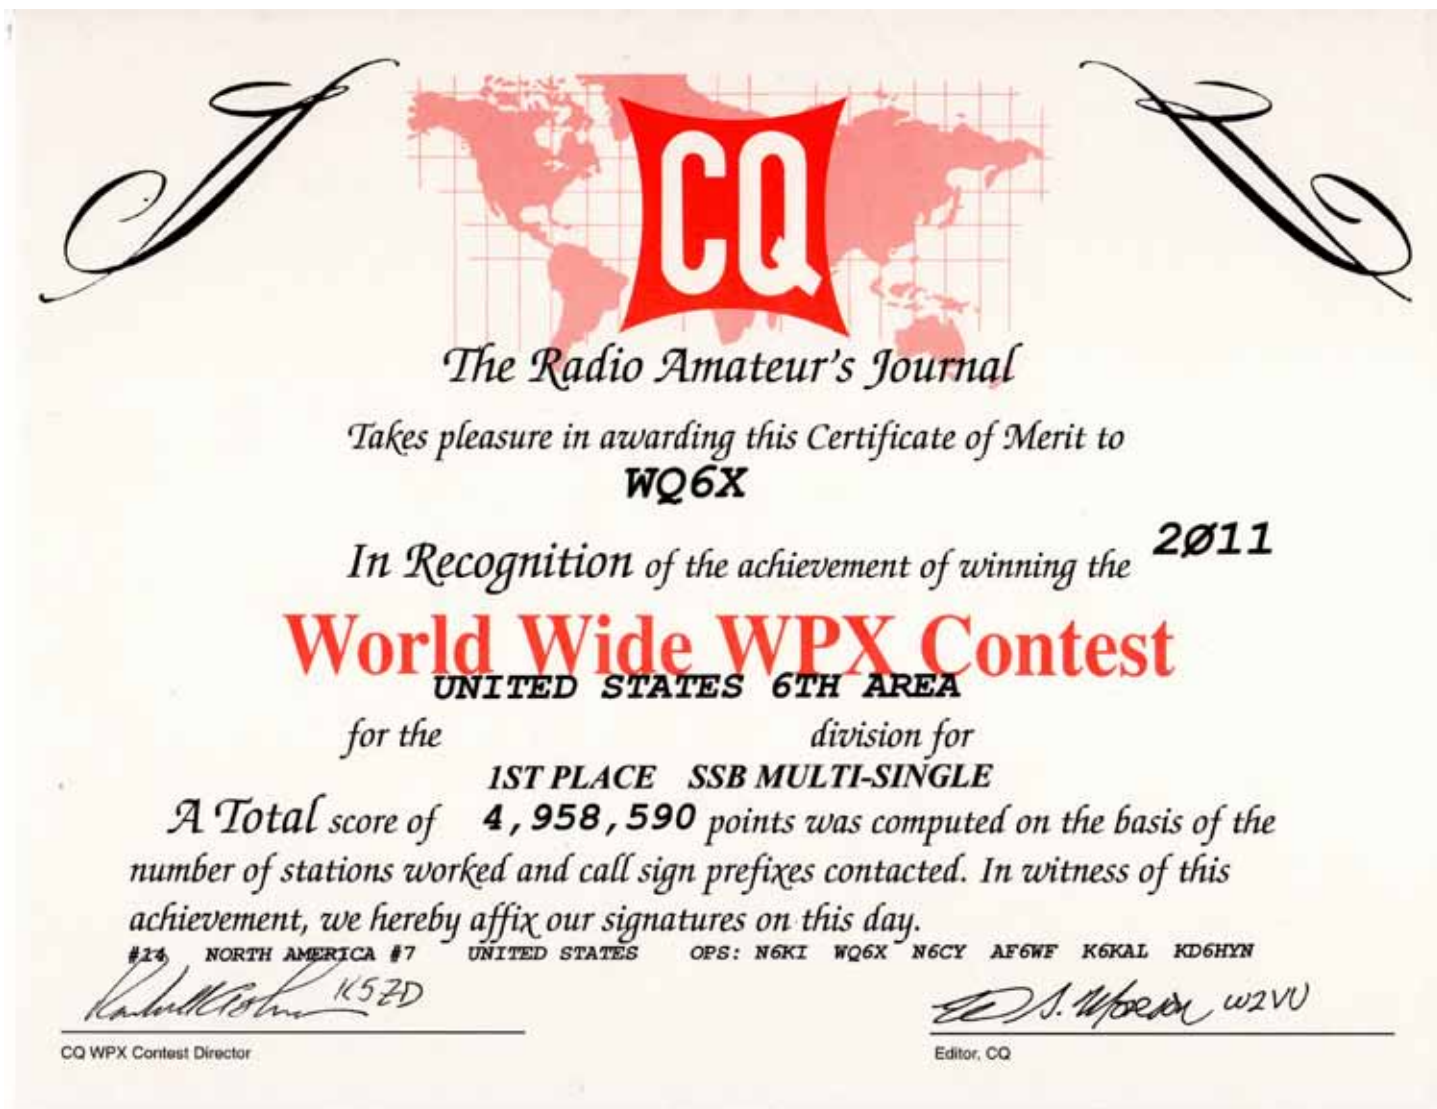 CQ
The Radio Amateur's Journal
Takes pleasure in awarding this Certificate of Merit to
WQ6X
In Recognition of the achievement of winning the 2Ø11
World Wide WPX Contest
UNITED STATES 6TH AREA
for the division for
1ST PLACE SSB MULTI-SINGLE
A Total score of 4,958,590 points was computed on the basis of the
number of stations worked and call sign prefixes contacted. In witness of this
achievement, we hereby affix our signatures on this day.
#14 NORTH AMERICA #7 UNITED STATES OPS: N6KI WQ6X N6CY AF6WF K6KAL KD6HYN
K5ZD
W2VU
CQ WPX Contest Director
Editor, CQ